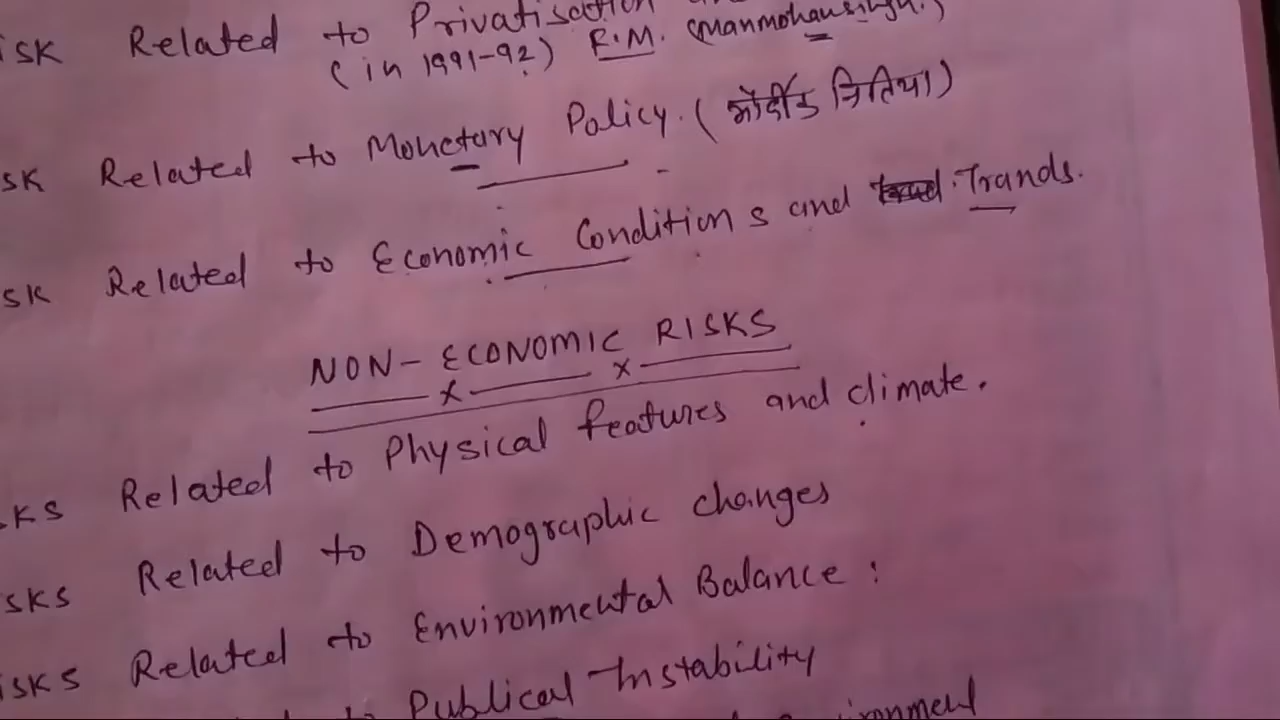 isk Related to Privatisation
(in 1991-92) R.M. (Manmohansingh.)
sk Related to Monetary Policy. ( नितिया)
sk Related to Economic Conditions and Trands.
NON-ECONOMIC RISKS
ks Related to Physical features and climate.
sks Related to Demographic changes
isks Related to Environmental Balance :
Publical Instability
ironment